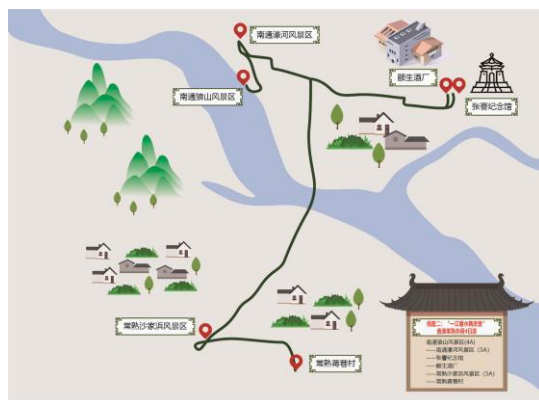 南通濠河风景区
南通狼山风景区
颐生酒厂
张謇纪念馆
常熟沙家浜风景区
常熟蒋巷村
南通狼山风景区(4A)
——南通濠河风景区(5A)
——张謇纪念馆
——颐生酒厂
——常熟沙家浜风景区(5A)
——常熟蒋巷村